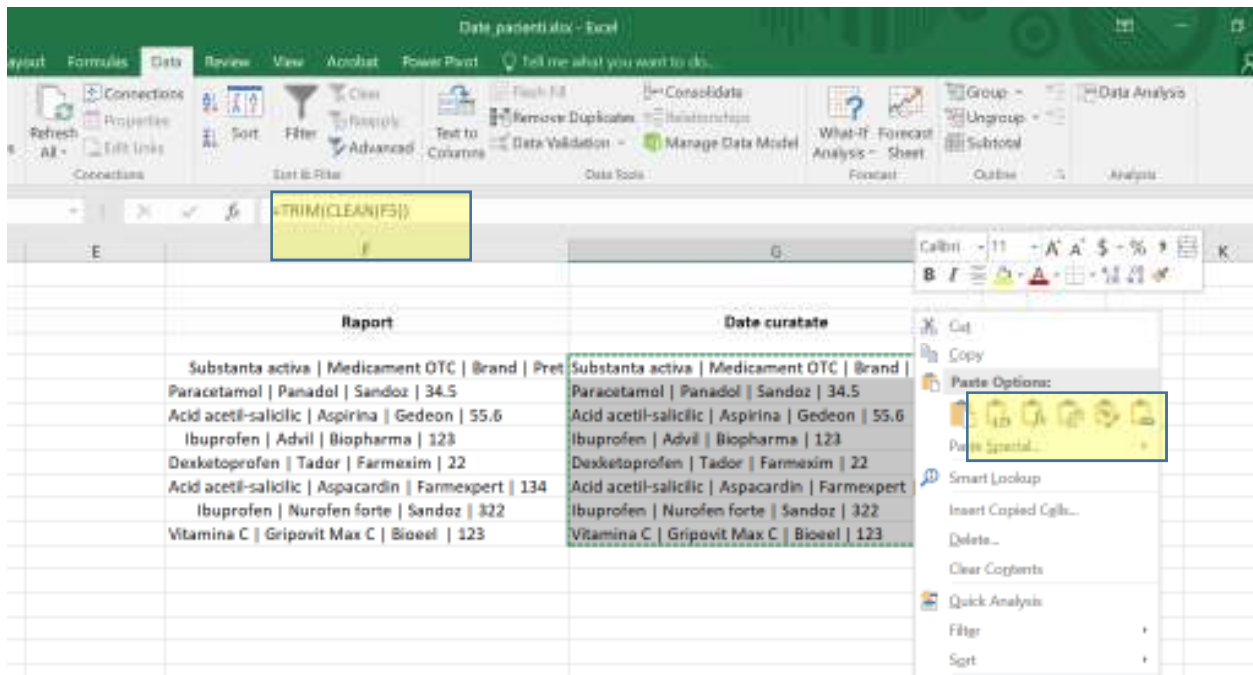 Date_pacienti.xlsx - Excel
ayout Formulas Data Review View Acrobat Power Pivot Tell me what you want to do...
Connections Clear Flash Fill Consolidate Group Data Analysis
Properties Reapply Remove Duplicates Relationships Ungroup
Refresh All Edit Links Sort Filter Advanced Text to Columns Data Validation Manage Data Model What-If Analysis Forecast Sheet Subtotal
Connections Sort & Filter Data Tools Forecast Outline Analysis
fx =TRIM(CLEAN(F5))
E F G K
Calibri 11 A A $ % ,
B I A
Raport Date curatate
Substanta activa | Medicament OTC | Brand | Pret Substanta activa | Medicament OTC | Brand |
Paracetamol | Panadol | Sandoz | 34.5 Paracetamol | Panadol | Sandoz | 34.5
Acid acetil-salicilic | Aspirina | Gedeon | 55.6 Acid acetil-salicilic | Aspirina | Gedeon | 55.6
Ibuprofen | Advil | Biopharma | 123 Ibuprofen | Advil | Biopharma | 123
Dexketoprofen | Tador | Farmexim | 22 Dexketoprofen | Tador | Farmexim | 22
Acid acetil-salicilic | Aspacardin | Farmexpert | 134 Acid acetil-salicilic | Aspacardin | Farmexpert |
Ibuprofen | Nurofen forte | Sandoz | 322 Ibuprofen | Nurofen forte | Sandoz | 322
Vitamina C | Gripovit Max C | Bioeel | 123 Vitamina C | Gripovit Max C | Bioeel | 123
Cut
Copy
Paste Options:
Paste Special...
Smart Lookup
Insert Copied Cells...
Delete...
Clear Contents
Quick Analysis
Filter
Sort